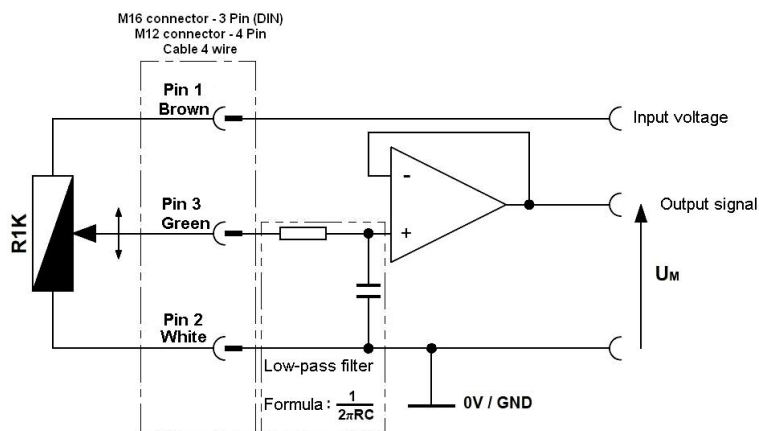 M16 connector - 3 Pin (DIN)
M12 connector - 4 Pin
Cable 4 wire
Pin 1
Brown
Input voltage
-
Pin 3
Green
+
Output signal
R1K
UM
Pin 2
White
Low-pass filter
Formula : 1
2πRC
0V / GND